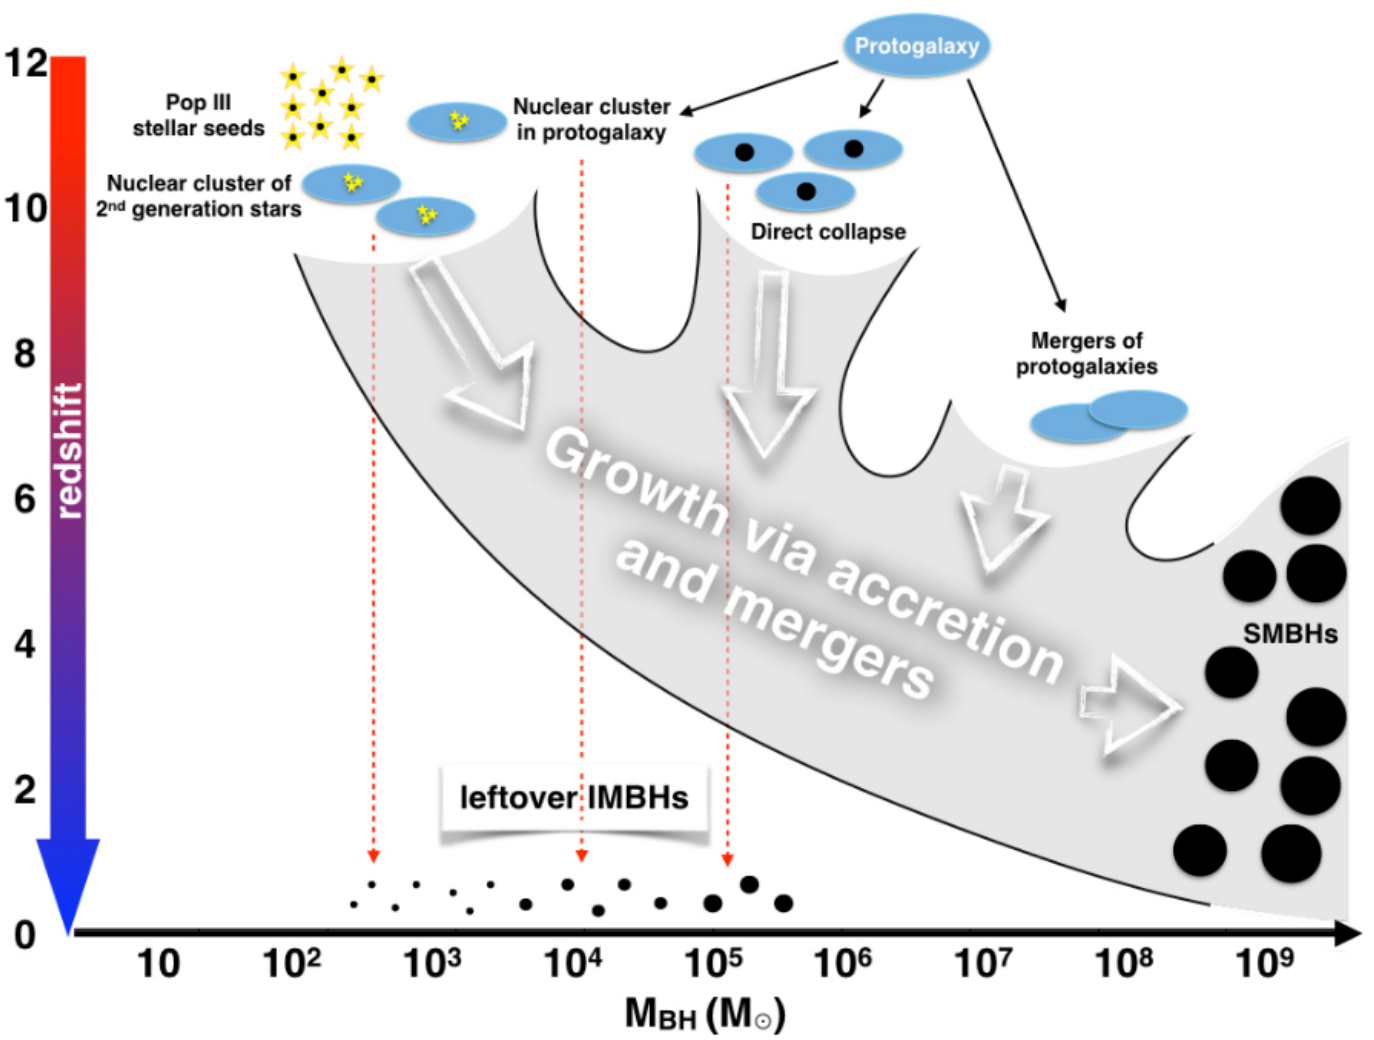 Protogalaxy
12
Pop III
stellar seeds
Nuclear cluster
in protogalaxy
Nuclear cluster of
2nd generation stars
10
Direct collapse
8
Mergers of
protogalaxies
redshift
6
Growth via accretion
and mergers
4
SMBHs
2
leftover IMBHs
0
10 10² 10³ 10⁴ 10⁵ 10⁶ 10⁷ 10⁸ 10⁹
MBH (M⊙)